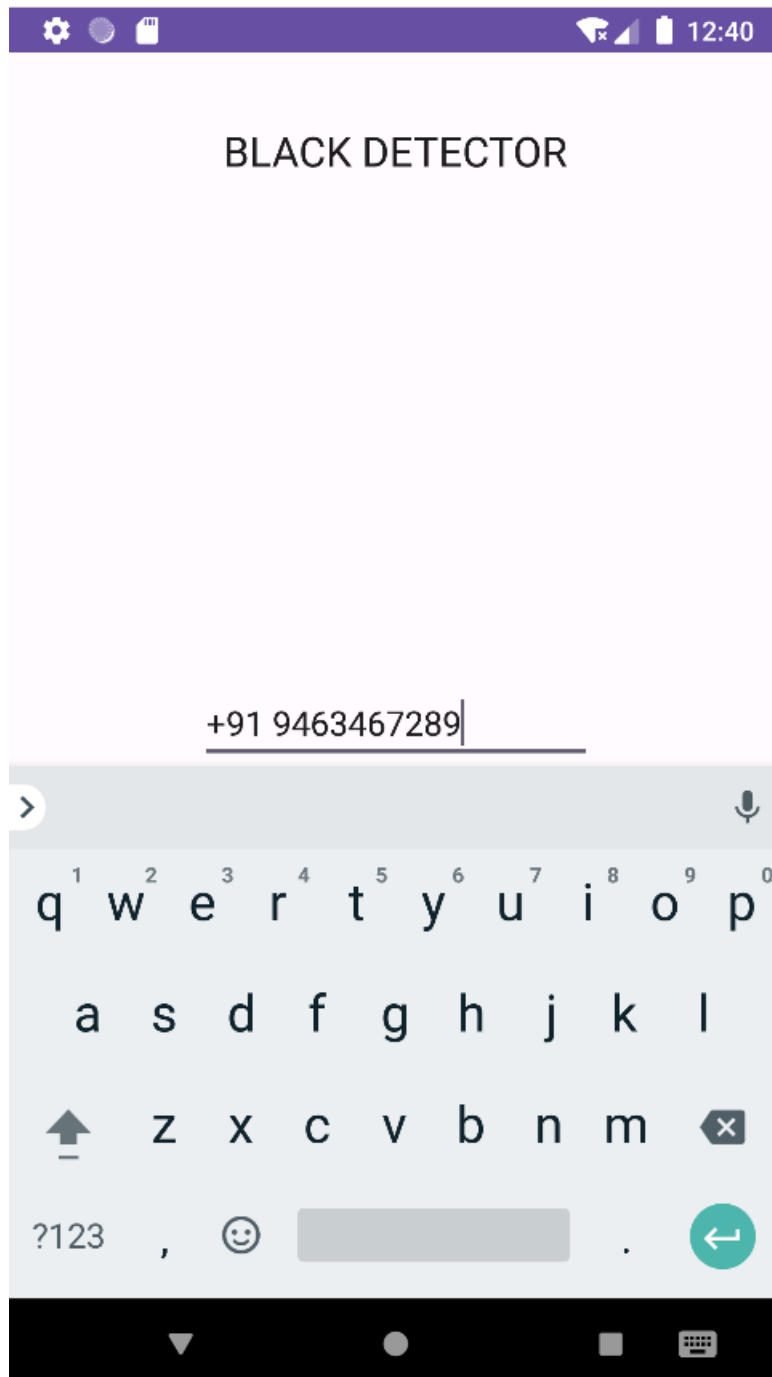 12:40
BLACK DETECTOR
+91 9463467289
1 2 3 4 5 6 7 8 9 0
q w e r t y u i o p
a s d f g h j k l
z x c v b n m
?123 , .